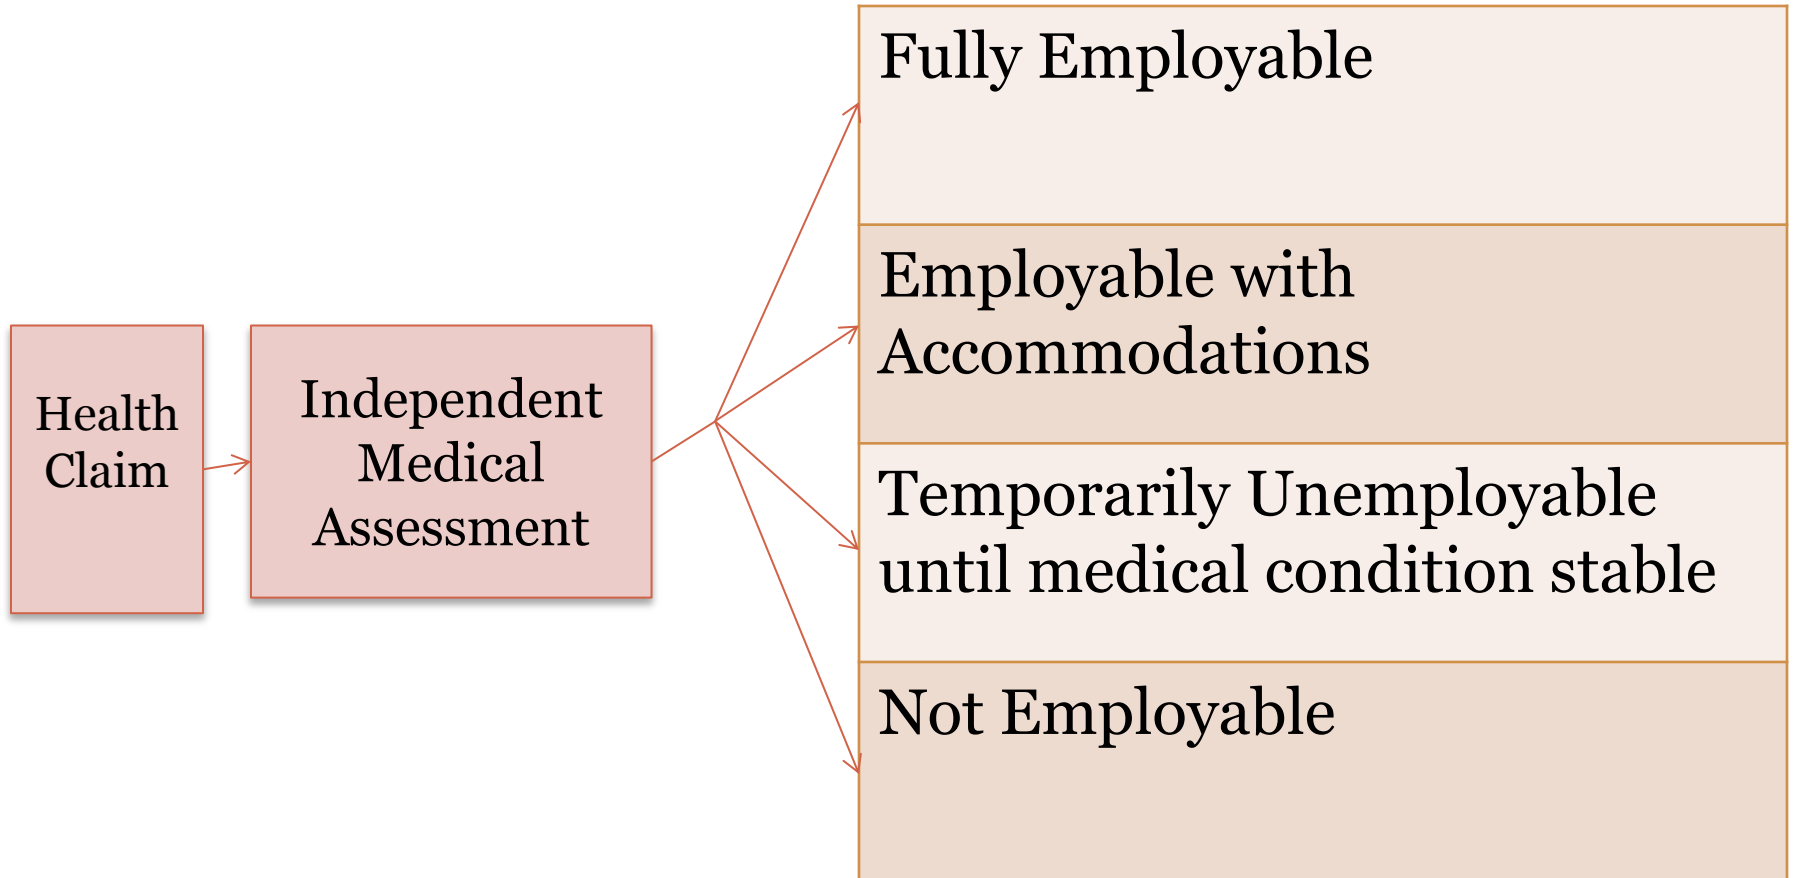 Health
Claim
Independent
Medical
Assessment
Fully Employable
Employable with
Accommodations
Temporarily Unemployable
until medical condition stable
Not Employable